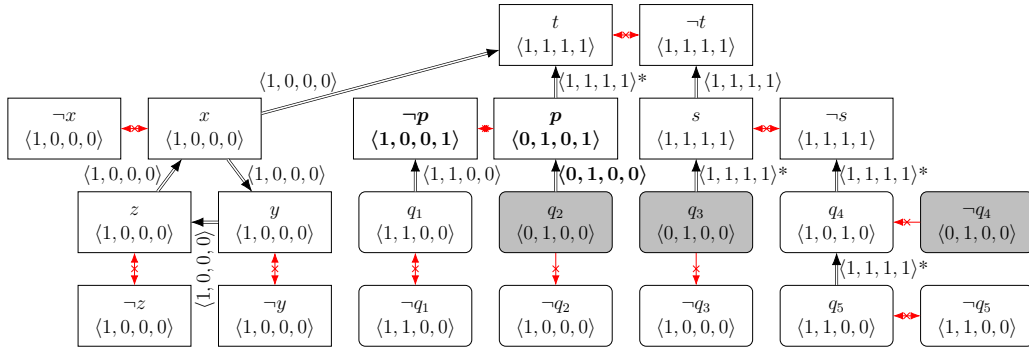 t ¬t
⟨1, 1, 1, 1⟩ ⟨1, 1, 1, 1⟩
⟨1, 0, 0, 0⟩ ⟨1, 1, 1, 1⟩* ⟨1, 1, 1, 1⟩
¬x x ¬p p s ¬s
⟨1, 0, 0, 0⟩ ⟨1, 0, 0, 0⟩ ⟨1, 0, 0, 1⟩ ⟨0, 1, 0, 1⟩ ⟨1, 1, 1, 1⟩ ⟨1, 1, 1, 1⟩
⟨1, 0, 0, 0⟩ ⟨1, 0, 0, 0⟩ ⟨1, 1, 0, 0⟩ ⟨0, 1, 0, 0⟩ ⟨1, 1, 1, 1⟩* ⟨1, 1, 1, 1⟩*
z y q₁ q₂ q₃ q₄ ¬q₄
⟨1, 0, 0, 0⟩ ⟨1, 0, 0, 0⟩ ⟨1, 1, 0, 0⟩ ⟨0, 1, 0, 0⟩ ⟨0, 1, 0, 0⟩ ⟨1, 0, 1, 0⟩ ⟨0, 1, 0, 0⟩
⟨1, 0, 0, 0⟩ ⟨1, 1, 1, 1⟩*
¬z ¬y ¬q₁ ¬q₂ ¬q₃ q₅ ¬q₅
⟨1, 0, 0, 0⟩ ⟨1, 0, 0, 0⟩ ⟨1, 1, 0, 0⟩ ⟨1, 0, 0, 0⟩ ⟨1, 0, 0, 0⟩ ⟨1, 1, 0, 0⟩ ⟨1, 1, 0, 0⟩